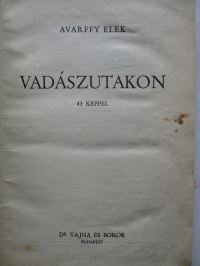 AVARFFY ELEK
VADÁSZUTAKON
43 KÉPPEL
Dr VAJNA ÉS BOKOR
BUDAPEST